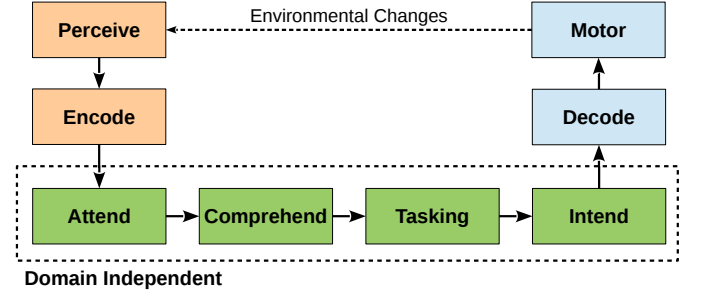 Environmental Changes
Perceive
Motor
Encode
Decode
Attend
Comprehend
Tasking
Intend
Domain Independent